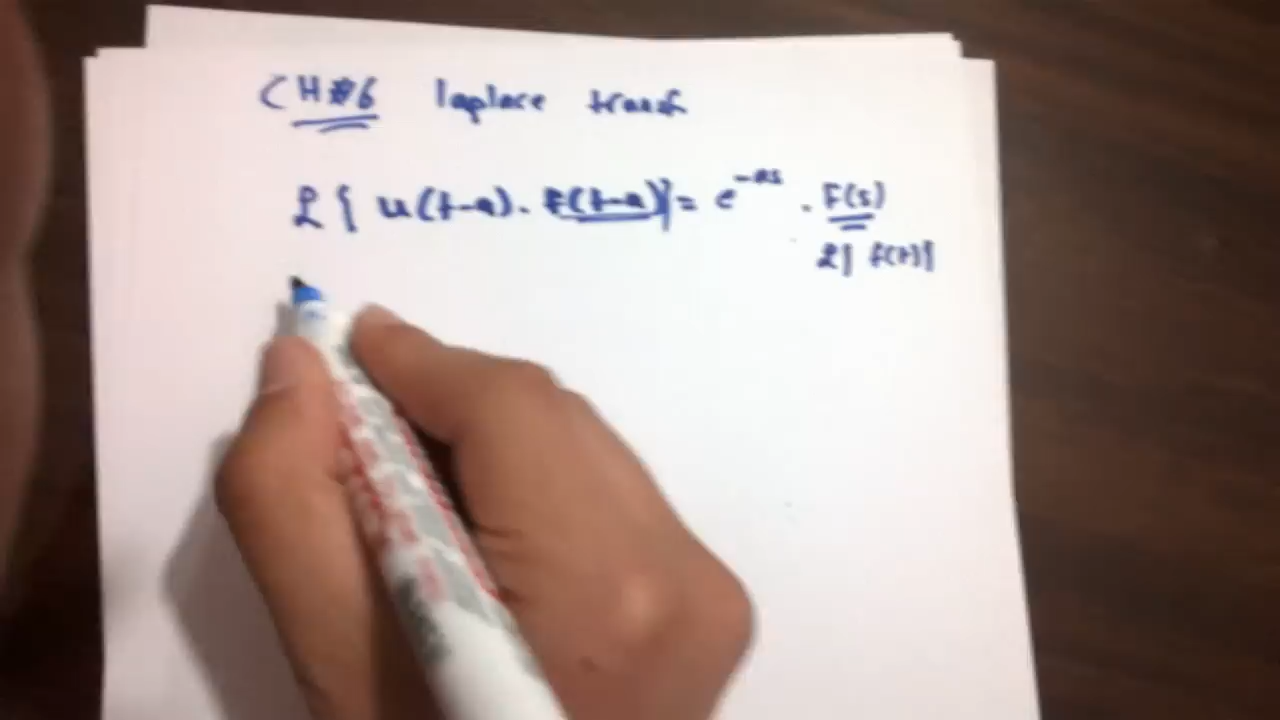 CH#6 laplace transf
L{ u(t-a). f(t-a)}= e^-as . F(s)
L{ f(t)}